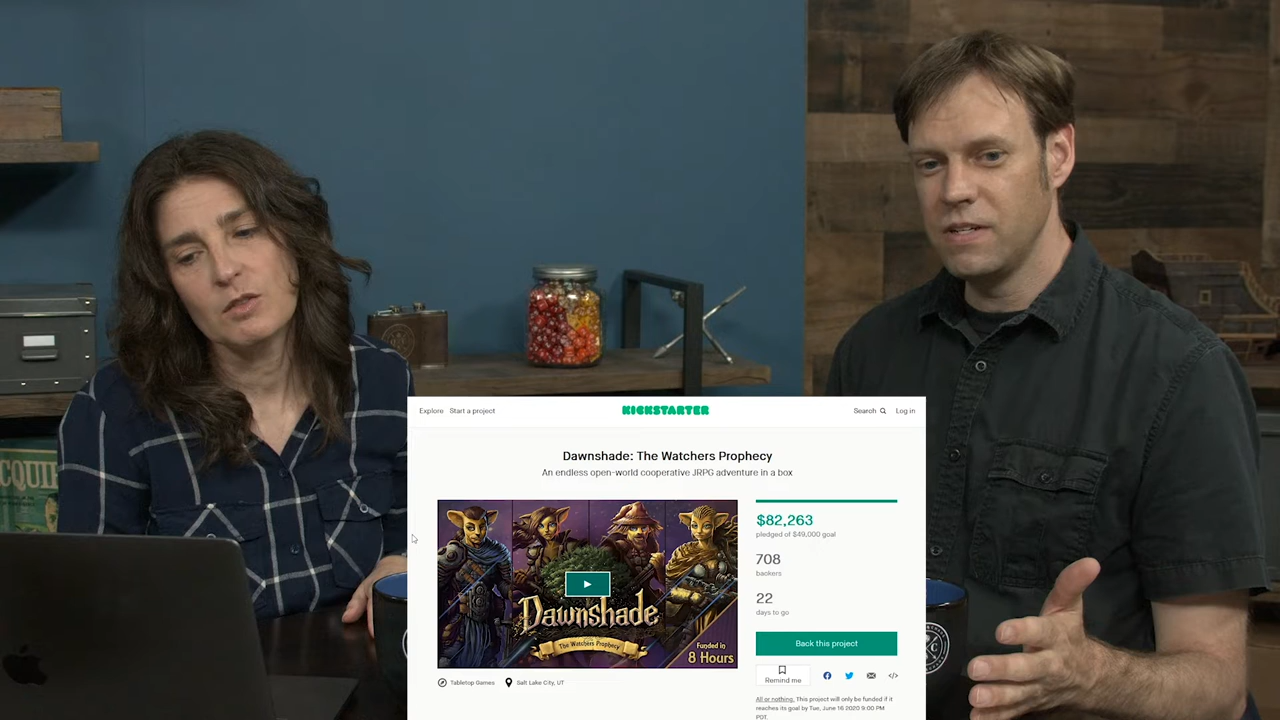 Explore Start a project KICKSTARTER Search Log in
Dawnshade: The Watchers Prophecy
An endless open-world cooperative JRPG adventure in a box
$82,263
pledged of $49,000 goal
708
backers
22
days to go
Dawnshade
The Watchers Prophecy
Funded in
8 Hours
Back this project
Remind me
Tabletop Games Salt Lake City, UT
All or nothing. This project will only be funded if it
reaches its goal by Tue, June 16 2020 9:00 PM
PDT.
CQUI